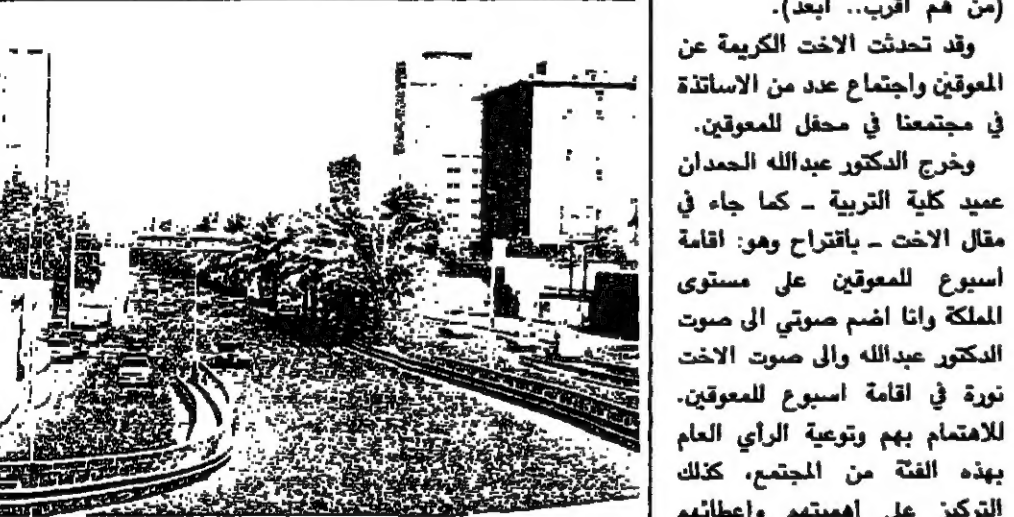 (من هم اقرب.. ابعد).
وقد تحدثت الاخت الكريمة عن
المعوقين واجتماع عدد من الاساتذة
في مجتمعنا في محفل للمعوقين.
وخرج الدكتور عبدالله الحمدان
عميد كلية التربية ـ كما جاء في
مقال الاخت ـ باقتراح وهو: اقامة
اسبوع للمعوقين على مستوى
المملكة وانا اضم صوتي الى صوت
الدكتور عبدالله والى صوت الاخت
نورة في اقامة اسبوع للمعوقين.
للاهتمام بهم وتوعية الرأي العام
بهذه الفئة من المجتمع، كذلك
التركيز على اهميتهم واعطائهم